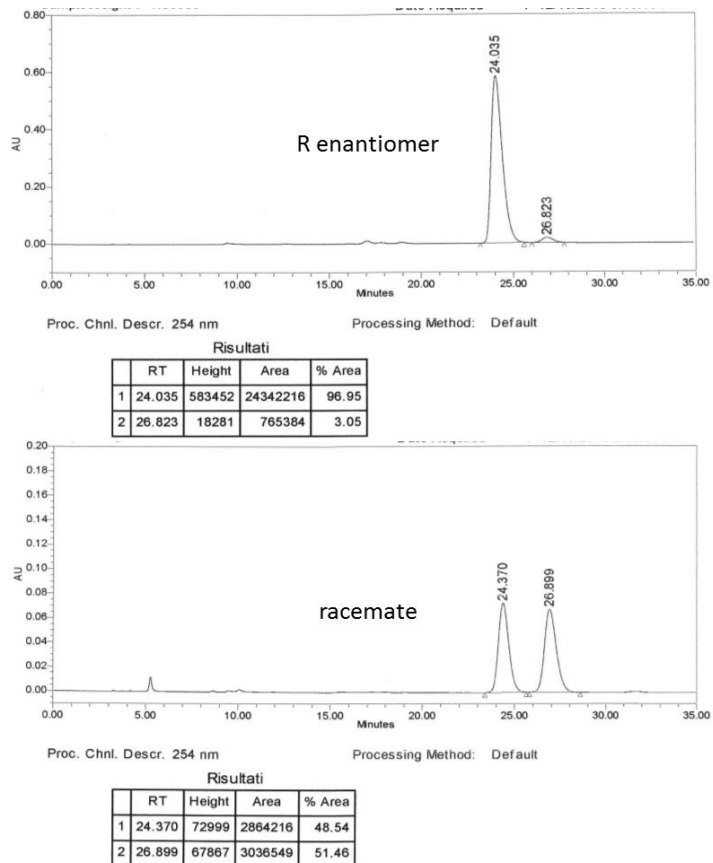 0.80
0.60
0.40
0.20
0.00
AU
24.035
26.823
R enantiomer
0.00 5.00 10.00 15.00 20.00 25.00 30.00 35.00
Minutes
Proc. Chnl. Descr. 254 nm Processing Method: Default
Risultati
RT Height Area % Area
1 24.035 583452 24342216 96.95
2 26.823 18281 765384 3.05
0.20
0.18
0.16
0.14
0.12
0.10
0.08
0.06
0.04
0.02
0.00
AU
24.370
26.899
racemate
0.00 5.00 10.00 15.00 20.00 25.00 30.00 35.00
Minutes
Proc. Chnl. Descr. 254 nm Processing Method: Default
Risultati
RT Height Area % Area
1 24.370 72999 2864216 48.54
2 26.899 67867 3036549 51.46